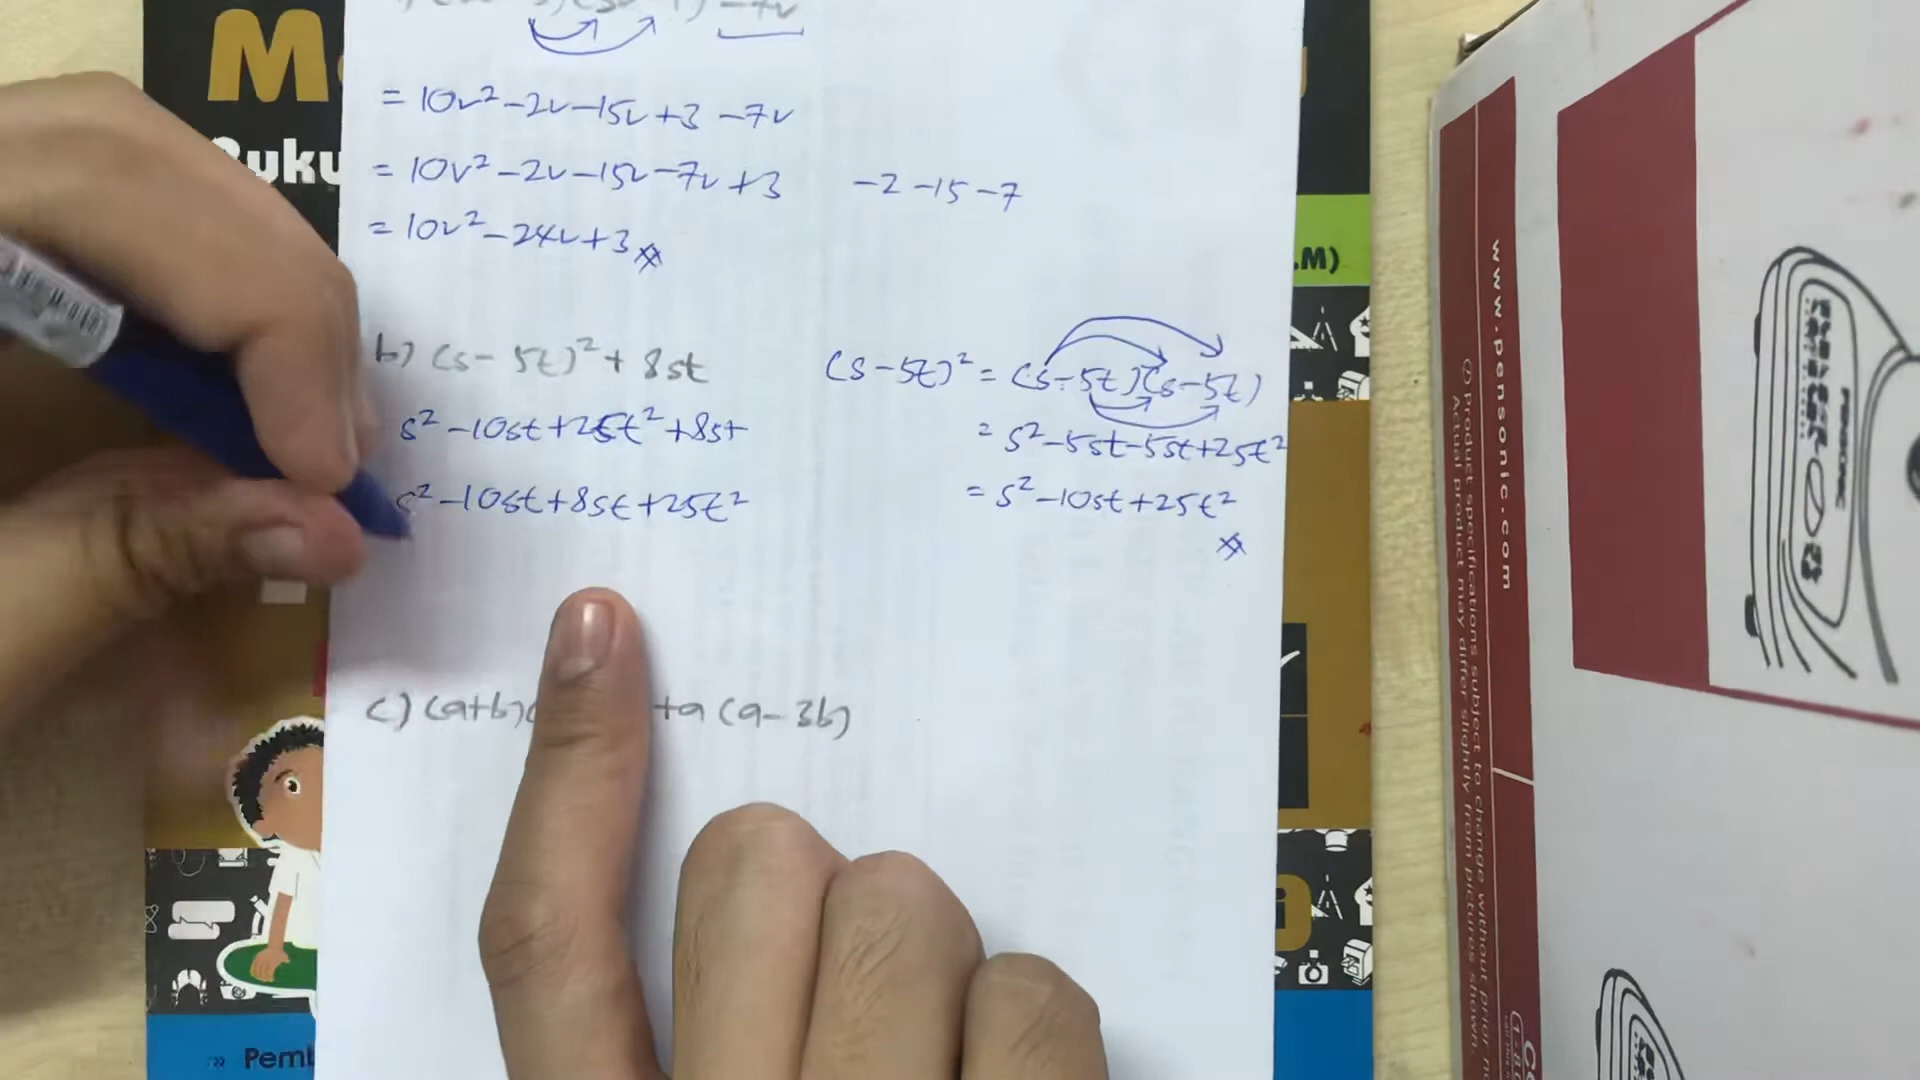 = 10v² - 2v - 15v + 3 - 7v
= 10v² - 2v - 15v - 7v + 3
-2 -15 -7
= 10v² - 24v + 3
b) (s - 5t)² + 8st
s² - 10st + 25t² + 8st
s² - 10st + 8st + 25t²
(s - 5t)² = (s - 5t)(s - 5t)
= s² - 5st - 5st + 25t²
= s² - 10st + 25t²
c) (a+b)( +a(a - 3b)
.M)
www.pensonic.com
Product specifications subject to change without prior
Actual product may differ slightly from pictures shown.
PENSONIC